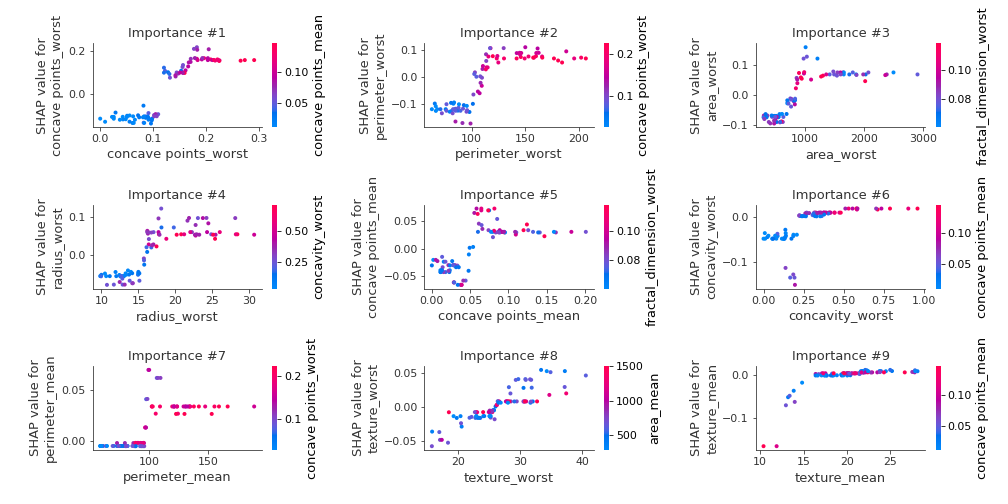 Importance #1
SHAP value for
concave points_worst
0.2
0.0
0.0
0.1
0.2
0.3
concave points_worst
0.10
0.05
concave points_mean
Importance #2
SHAP value for
perimeter_worst
0.1
0.0
−0.1
100
150
200
perimeter_worst
0.2
0.1
concave points_worst
Importance #3
SHAP value for
area_worst
0.1
0.0
−0.1
1000
2000
3000
area_worst
0.10
0.08
fractal_dimension_worst
Importance #4
SHAP value for
radius_worst
0.1
0.0
10
15
20
25
30
radius_worst
0.50
0.25
concavity_worst
Importance #5
SHAP value for
concave points_mean
0.05
0.00
−0.05
0.00
0.05
0.10
0.15
0.20
concave points_mean
0.10
0.08
fractal_dimension_worst
Importance #6
SHAP value for
concavity_worst
0.0
−0.1
0.00
0.25
0.50
0.75
1.00
concavity_worst
0.10
0.05
concave points_mean
Importance #7
SHAP value for
perimeter_mean
0.05
0.00
100
150
perimeter_mean
0.2
0.1
concave points_worst
Importance #8
SHAP value for
texture_worst
0.05
0.00
−0.05
20
30
40
texture_worst
1500
1000
500
area_mean
Importance #9
SHAP value for
texture_mean
0.0
−0.1
10
15
20
25
texture_mean
0.10
0.05
concave points_mean